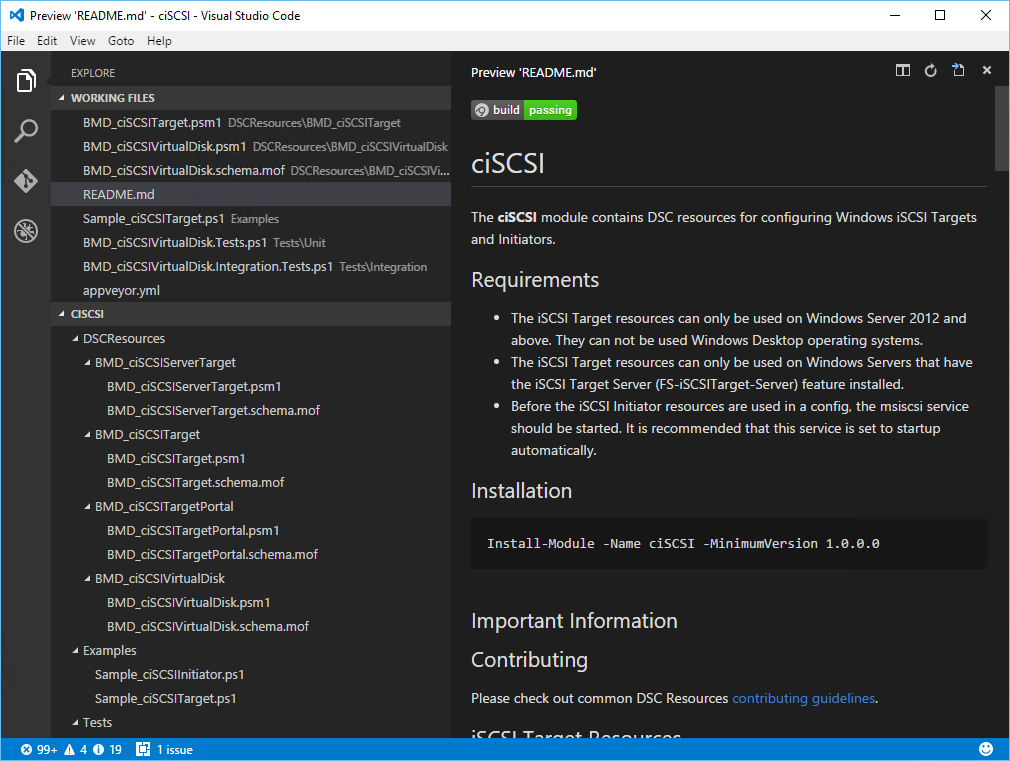 Preview 'README.md' - ciSCSI - Visual Studio Code
File Edit View Goto Help
EXPLORE
WORKING FILES
BMD_ciSCSITarget.psm1 DSCResources\BMD_ciSCSITarget
BMD_ciSCSIVirtualDisk.psm1 DSCResources\BMD_ciSCSIVirtualDisk
BMD_ciSCSIVirtualDisk.schema.mof DSCResources\BMD_ciSCSIVi...
README.md
Sample_ciSCSITarget.ps1 Examples
BMD_ciSCSIVirtualDisk.Tests.ps1 Tests\Unit
BMD_ciSCSIVirtualDisk.Integration.Tests.ps1 Tests\Integration
appveyor.yml
CISCSI
DSCResources
BMD_ciSCSIServerTarget
BMD_ciSCSIServerTarget.psm1
BMD_ciSCSIServerTarget.schema.mof
BMD_ciSCSITarget
BMD_ciSCSITarget.psm1
BMD_ciSCSITarget.schema.mof
BMD_ciSCSITargetPortal
BMD_ciSCSITargetPortal.psm1
BMD_ciSCSITargetPortal.schema.mof
BMD_ciSCSIVirtualDisk
BMD_ciSCSIVirtualDisk.psm1
BMD_ciSCSIVirtualDisk.schema.mof
Examples
Sample_ciSCSIInitiator.ps1
Sample_ciSCSITarget.ps1
Tests
Preview 'README.md'
build passing
ciSCSI
The ciSCSI module contains DSC resources for configuring Windows iSCSI Targets
and Initiators.
Requirements
• The iSCSI Target resources can only be used on Windows Server 2012 and
above. They can not be used Windows Desktop operating systems.
• The iSCSI Target resources can only be used on Windows Servers that have
the iSCSI Target Server (FS-iSCSITarget-Server) feature installed.
• Before the iSCSI Initiator resources are used in a config, the msiscsi service
should be started. It is recommended that this service is set to startup
automatically.
Installation
Install-Module -Name ciSCSI -MinimumVersion 1.0.0.0
Important Information
Contributing
Please check out common DSC Resources contributing guidelines.
iSCSI Target Resources
99+ 4 19 1 issue